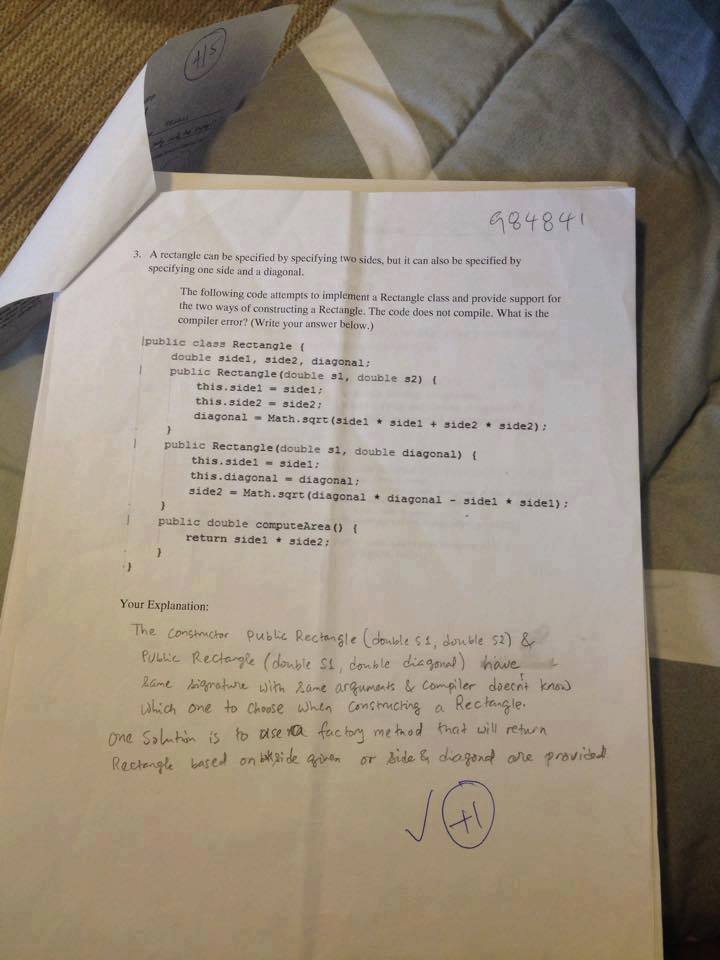 +15
984841
3. A rectangle can be specified by specifying two sides, but it can also be specified by
specifying one side and a diagonal.
The following code attempts to implement a Rectangle class and provide support for
the two ways of constructing a Rectangle. The code does not compile. What is the
compiler error? (Write your answer below.)
public class Rectangle {
double side1, side2, diagonal;
public Rectangle(double s1, double s2) {
this.side1 = side1;
this.side2 = side2;
diagonal = Math.sqrt(side1 * side1 + side2 * side2);
}
public Rectangle(double s1, double diagonal) {
this.side1 = side1;
this.diagonal = diagonal;
side2 = Math.sqrt(diagonal * diagonal - side1 * side1);
}
public double computeArea() {
return side1 * side2;
}
}
Your Explanation:
The constructor public Rectangle (double s1, double s2) &
Public Rectangle (double s1, double diagonal) have
same signature with same arguments & compiler doesn't know
which one to choose when constructing a Rectangle.
One Solution is to use a factory method that will return
Rectangle based on side given or side & diagonal are provided.
✓ +1